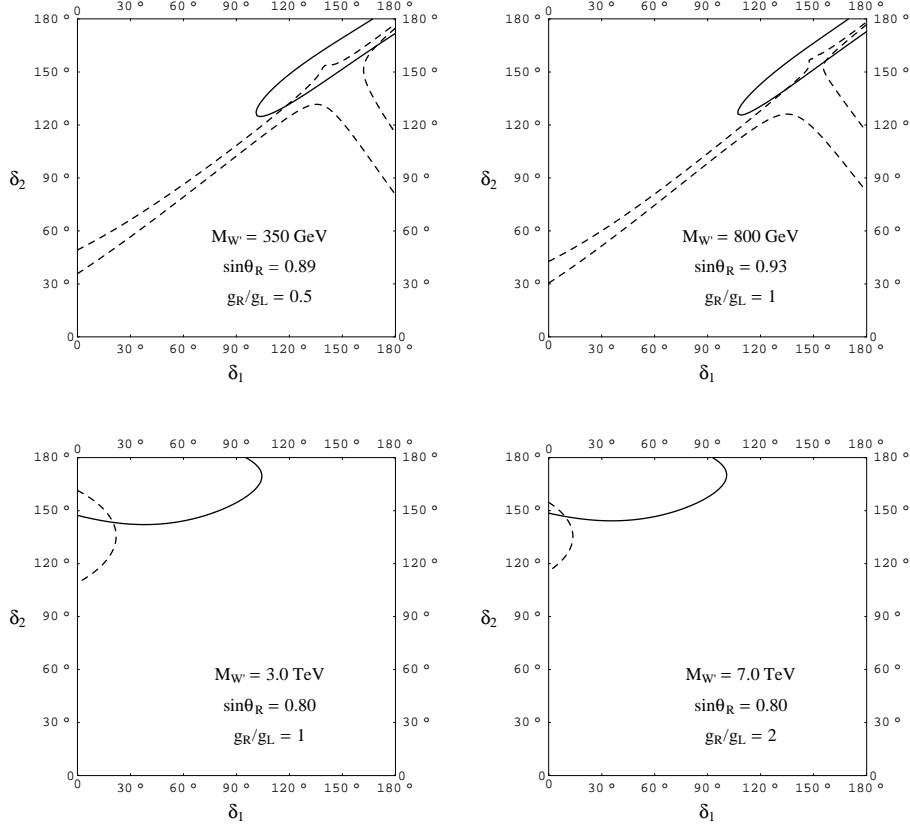 0 30° 60° 90° 120° 150° 180°
180° 180°
150° 150°
120° 120°
δ₂ 90° 90°
60° 60°
M_W' = 350 GeV
sinθ_R = 0.89
30° 30°
g_R/g_L = 0.5
0 0
0 30° 60° 90° 120° 150° 180°
δ₁
0 30° 60° 90° 120° 150° 180°
180° 180°
150° 150°
120° 120°
δ₂ 90° 90°
60° 60°
M_W' = 800 GeV
sinθ_R = 0.93
30° 30°
g_R/g_L = 1
0 0
0 30° 60° 90° 120° 150° 180°
δ₁
0 30° 60° 90° 120° 150° 180°
180° 180°
150° 150°
120° 120°
δ₂ 90° 90°
60° 60°
M_W' = 3.0 TeV
sinθ_R = 0.80
30° 30°
g_R/g_L = 1
0 0
0 30° 60° 90° 120° 150° 180°
δ₁
0 30° 60° 90° 120° 150° 180°
180° 180°
150° 150°
120° 120°
δ₂ 90° 90°
60° 60°
M_W' = 7.0 TeV
sinθ_R = 0.80
30° 30°
g_R/g_L = 2
0 0
0 30° 60° 90° 120° 150° 180°
δ₁